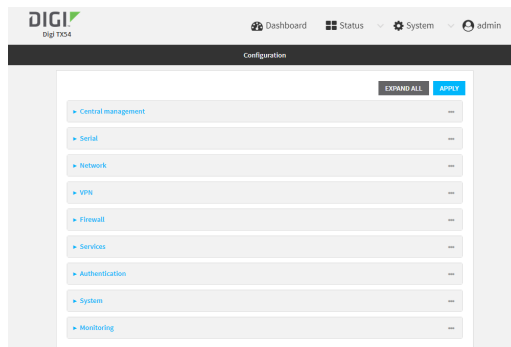 DIGI
Digi TX54
Dashboard Status System admin
Configuration
EXPAND ALL APPLY
Central management
Serial
Network
VPN
Firewall
Services
Authentication
System
Monitoring